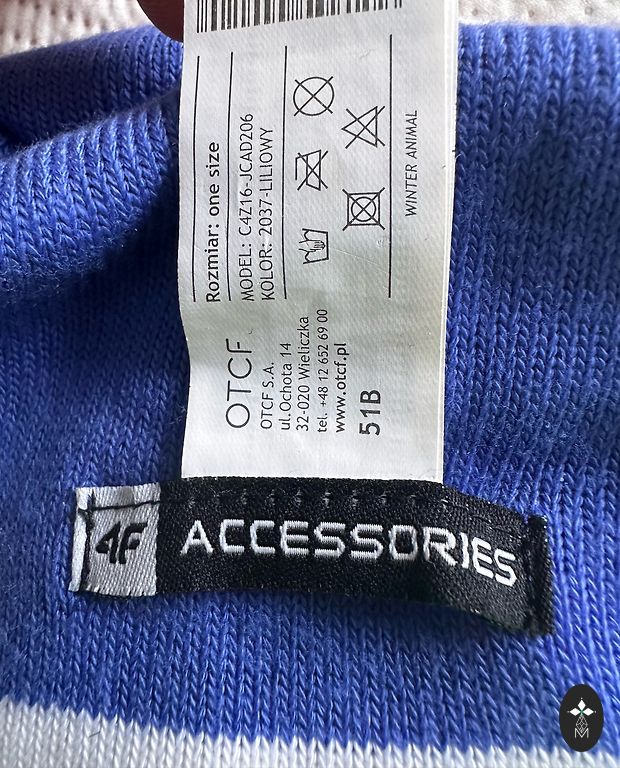 Rozmiar: one size
MODEL: C4Z16-JCAD206
KOLOR: 2037-LILIOWY
WINTER ANIMAL
OTCF
OTCF S.A.
ul.Ochota 14
32-020 Wieliczka
tel. +48 12 652 69 00
www.otcf.pl
51B
4F
ACCESSORIES
M